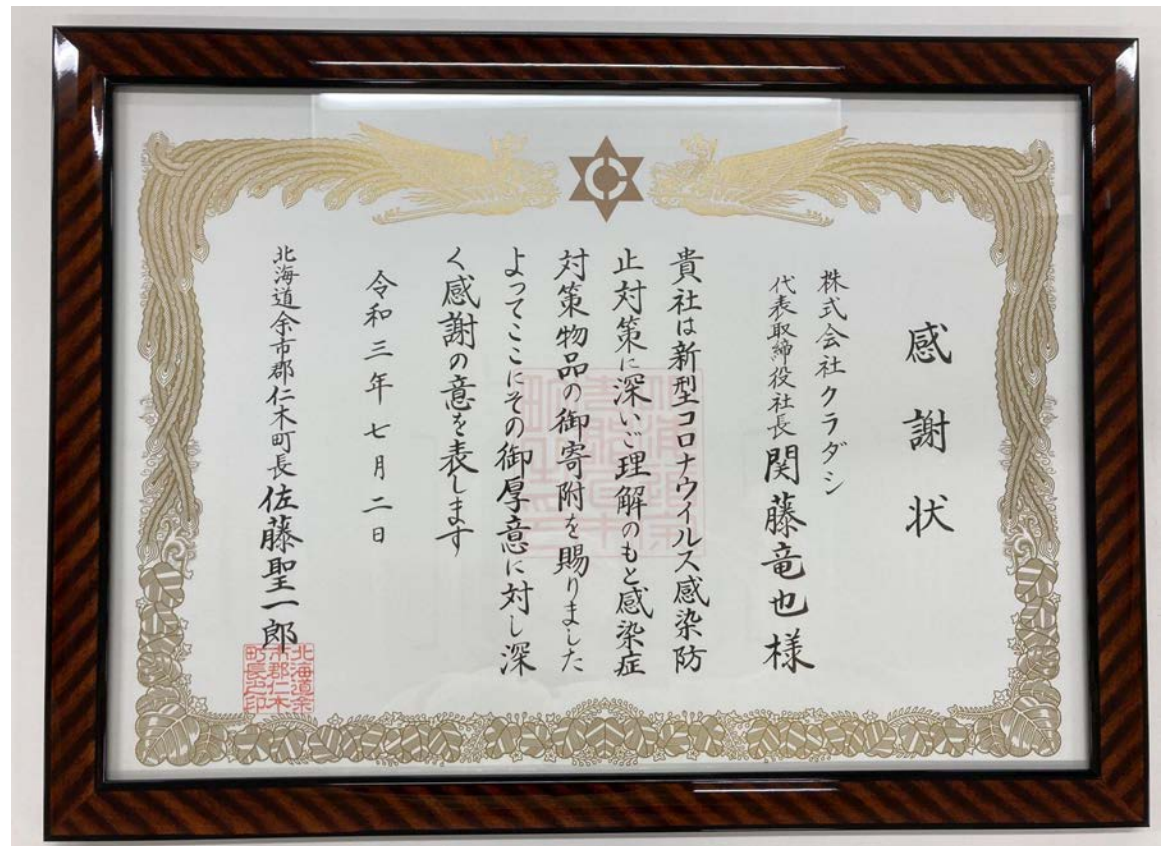 感謝状
株式会社クラダシ
代表取締役社長 関藤竜也様
貴社は新型コロナウイルス感染防
止対策に深いご理解のもと感染症
対策物品の御寄附を賜りました
よってここにその御厚意に対し深
く感謝の意を表します
令和三年七月二日
北海道余市郡仁木町長 佐藤聖一郎
北海道余
市郡仁木
町長之印